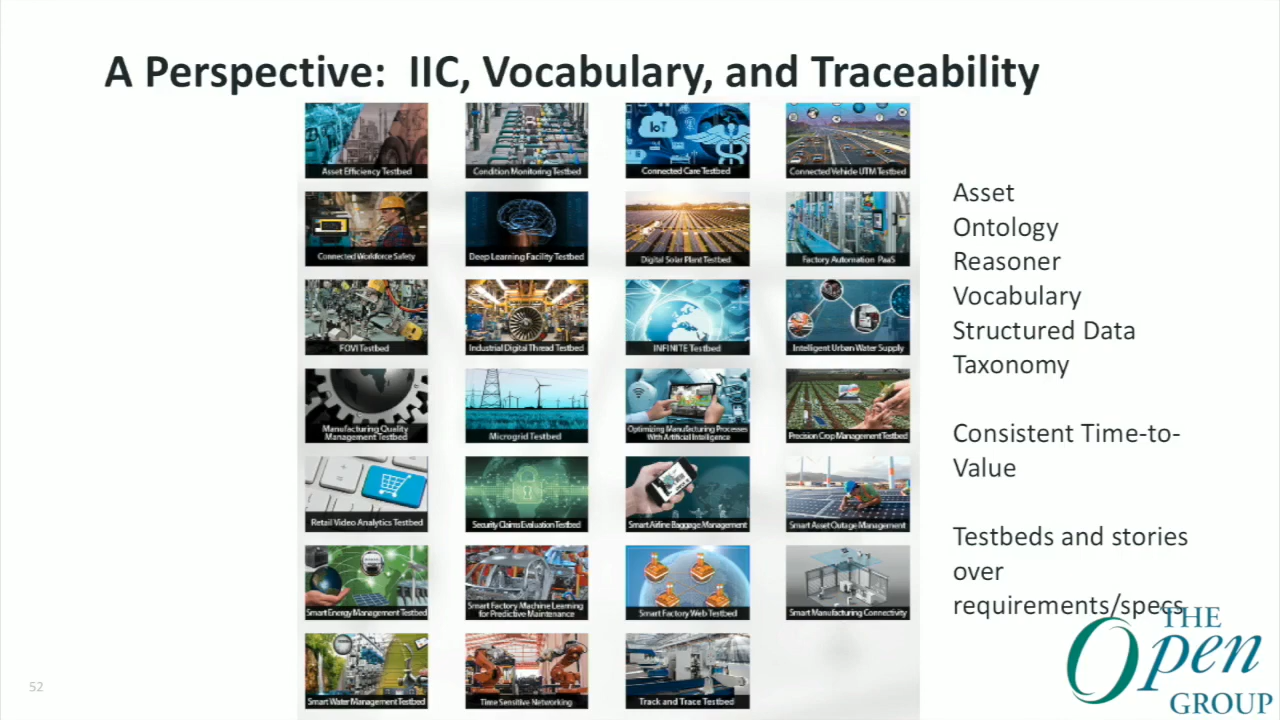 A Perspective: IIC, Vocabulary, and Traceability
Asset Efficiency Testbed
Condition Monitoring Testbed
Connected Care Testbed
Connected Vehicle UTM Testbed
Connected Workforce Safety
Deep Learning Facility Testbed
Digital Solar Plant Testbed
Factory Automation PaaS
FOVI Testbed
Industrial Digital Thread Testbed
INFINITE Testbed
Intelligent Urban Water Supply
Manufacturing Quality
Management Testbed
Microgrid Testbed
Optimizing Manufacturing Processes
With Artificial Intelligence
Precision Crop Management Testbed
Retail Video Analytics Testbed
Security Claims Evaluation Testbed
Smart Airline Baggage Management
Smart Asset Outage Management
Smart Energy Management Testbed
Smart Factory Machine Learning
for Predictive Maintenance
Smart Factory Web Testbed
Smart Manufacturing Connectivity
Smart Water Management Testbed
Time Sensitive Networking
Track and Trace Testbed
IoT
Asset
Ontology
Reasoner
Vocabulary
Structured Data
Taxonomy
Consistent Time-to-
Value
Testbeds and stories
over
requirements/specs
THE
Open
GROUP
52